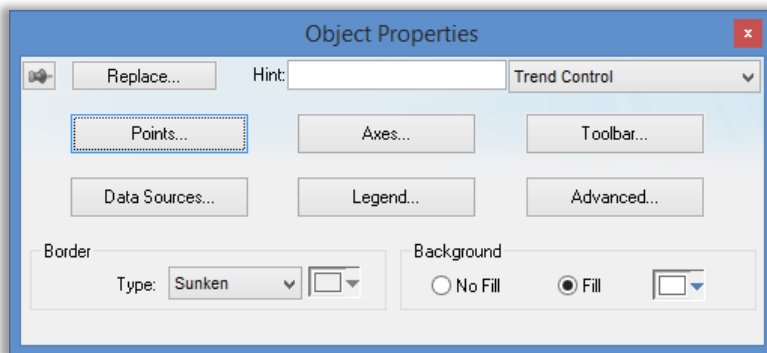 Object Properties
x
Replace... Hint: Trend Control
Points... Axes... Toolbar...
Data Sources... Legend... Advanced...
Border Background
Type: Sunken No Fill Fill